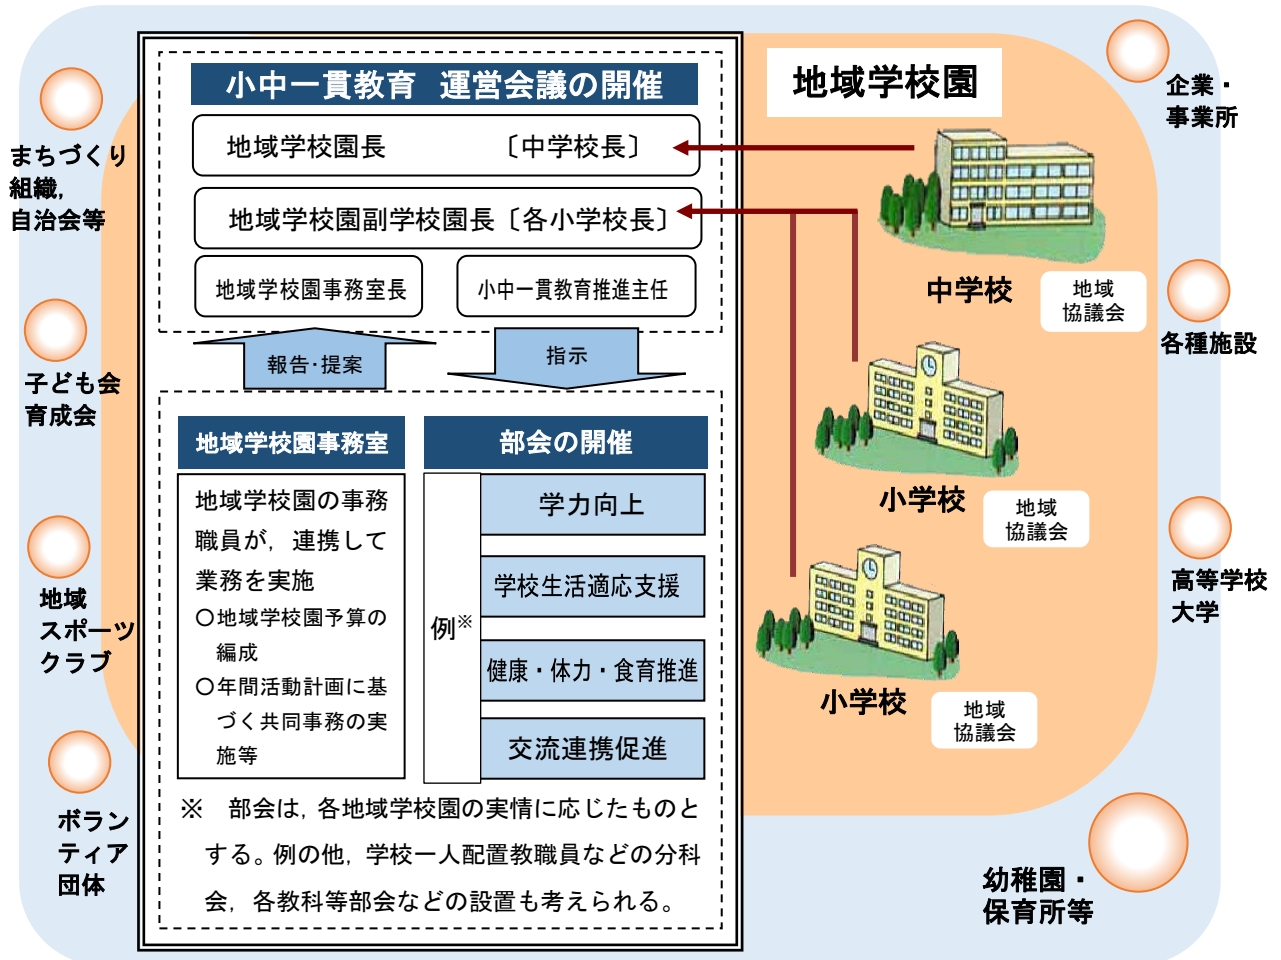 小中一貫教育　運営会議の開催
地域学校園長　〔中学校長〕
地域学校園副学校園長〔各小学校長〕
地域学校園事務室長
小中一貫教育推進主任
報告・提案
指示
地域学校園事務室
地域学校園の事務
職員が，連携して
業務を実施
○地域学校園予算の
編成
○年間活動計画に基
づく共同事務の実
施等
部会の開催
例※
学力向上
学校生活適応支援
健康・体力・食育推進
交流連携促進
※　部会は，各地域学校園の実情に応じたものと
する。例の他，学校一人配置教職員などの分科
会，各教科等部会などの設置も考えられる。
地域学校園
中学校
地域
協議会
小学校
地域
協議会
小学校
地域
協議会
まちづくり
組織，
自治会等
子ども会
育成会
地域
スポーツ
クラブ
ボラン
ティア
団体
企業・
事業所
各種施設
高等学校
大学
幼稚園・
保育所等